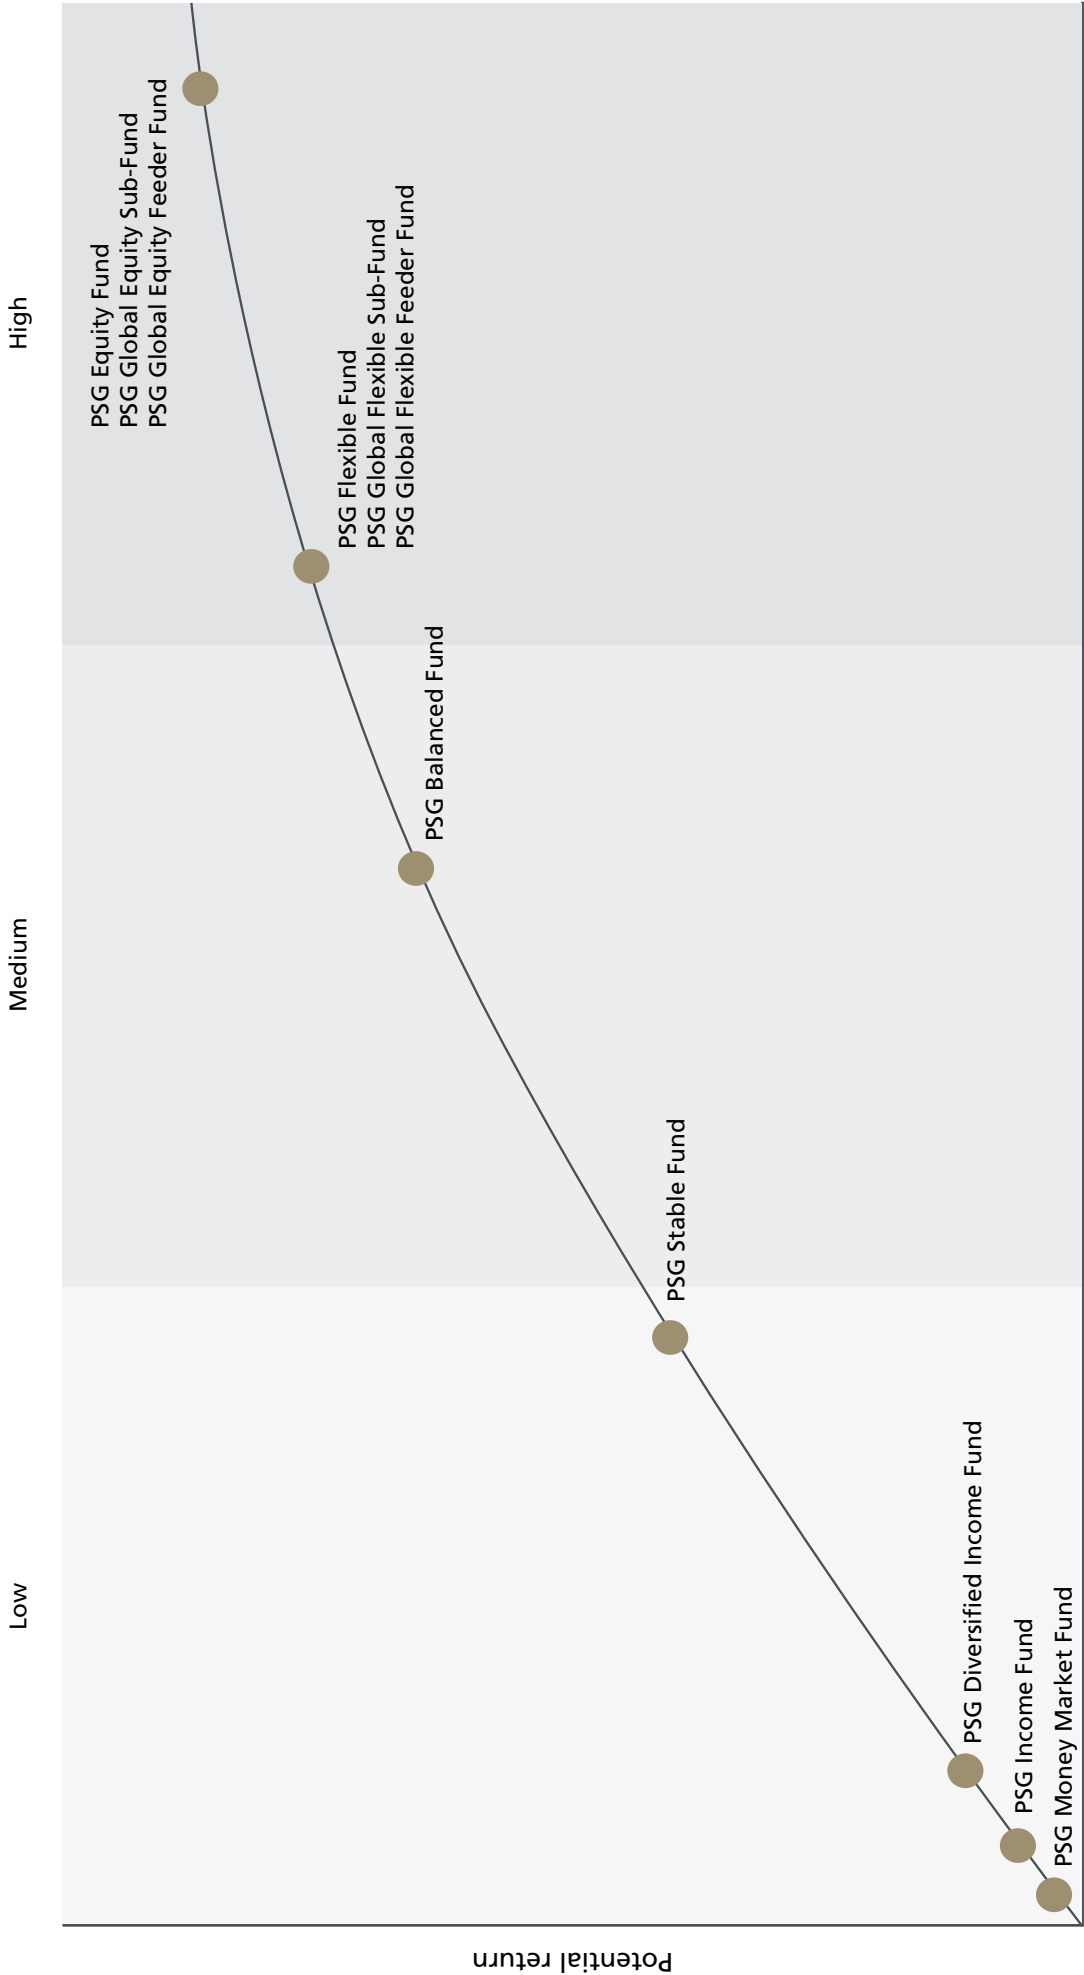 Low
Medium
High
PSG Equity Fund
PSG Global Equity Sub-Fund
PSG Global Equity Feeder Fund
PSG Flexible Fund
PSG Global Flexible Sub-Fund
PSG Global Flexible Feeder Fund
PSG Balanced Fund
PSG Stable Fund
PSG Diversified Income Fund
PSG Income Fund
PSG Money Market Fund
Potential return